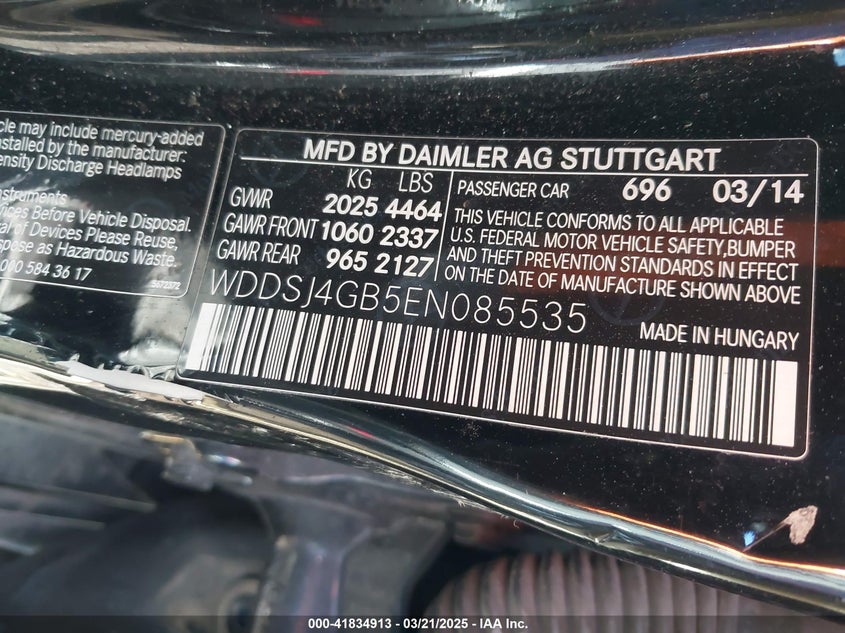 cle may include mercury-added
nstalled by the manufacturer:
ensity Discharge Headlamps
nstruments
ices Before Vehicle Disposal.
al of Devices Please Reuse,
spose as Hazardous Waste.
000 584 36 17
5672372
MFD BY DAIMLER AG STUTTGART
KG LBS
GVWR 2025 4464
GAWR FRONT 1060 2337
GAWR REAR 965 2127
PASSENGER CAR 696 03/14
THIS VEHICLE CONFORMS TO ALL APPLICABLE
U.S. FEDERAL MOTOR VEHICLE SAFETY,BUMPER
AND THEFT PREVENTION STANDARDS IN EFFECT
ON THE DATE OF MANUFACTURE SHOWN ABOVE
WDDSJ4GB5EN085535
MADE IN HUNGARY
000-41834913 - 03/21/2025 - IAA Inc.